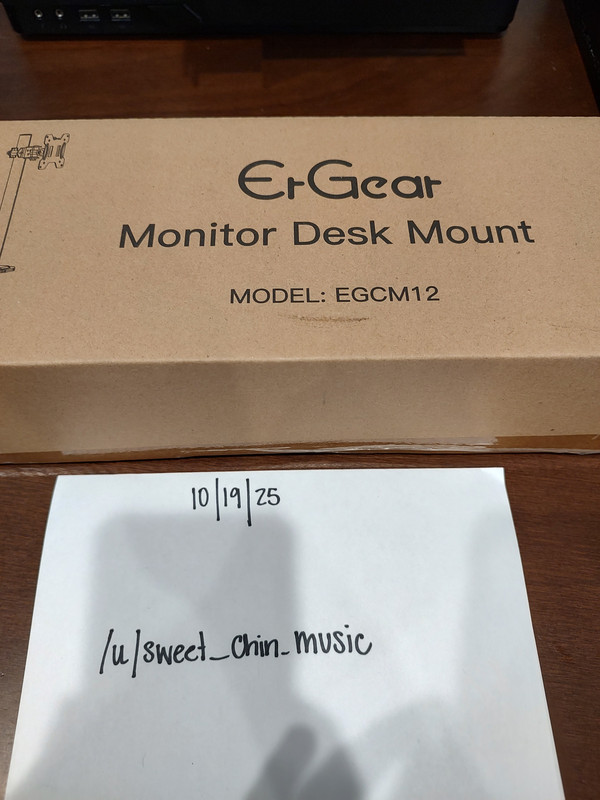 ErGear
Monitor Desk Mount
MODEL: EGCM12
10/19/25
/u/sweet_chin_music